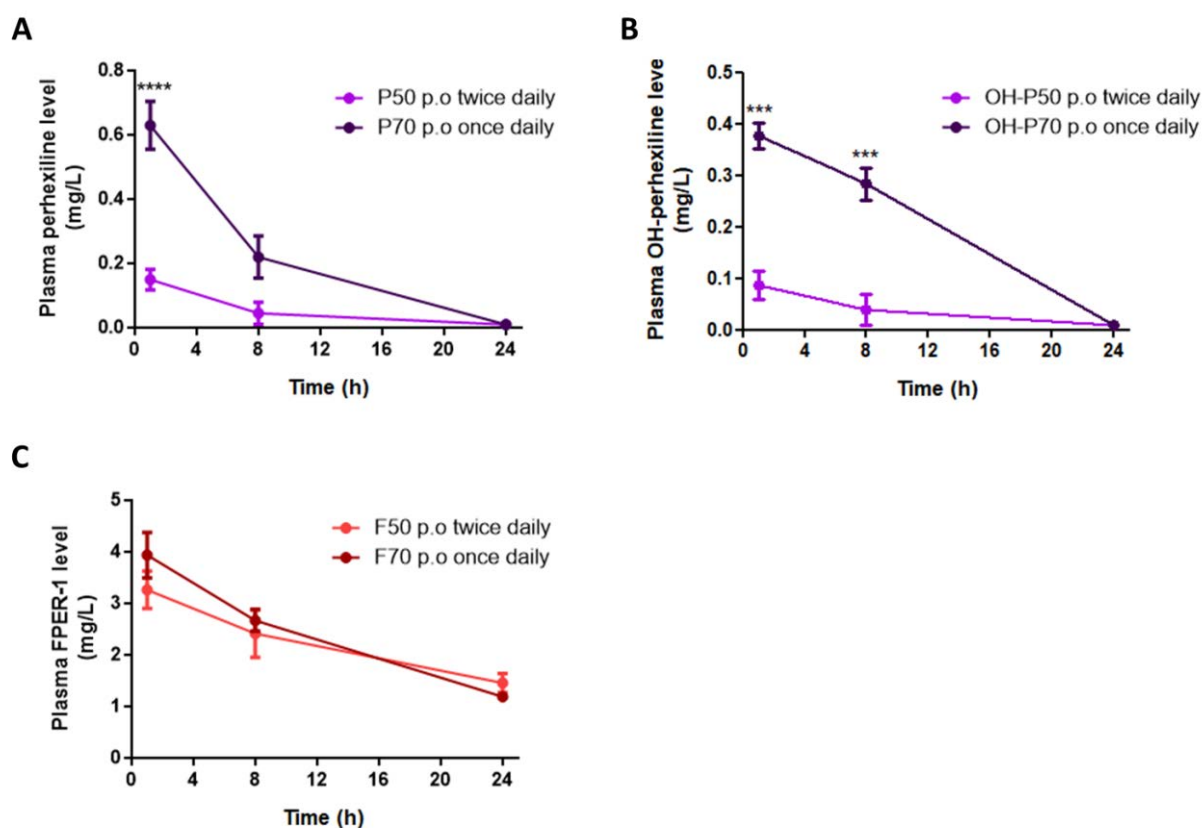 A
Plasma perhexiline level
(mg/L)
0.8
0.6
0.4
0.2
0.0
****
P50 p.o twice daily
P70 p.o once daily
0 4 8 12 16 20 24
Time (h)
B
Plasma OH-perhexiline leve
(mg/L)
0.5
0.4
0.3
0.2
0.1
0.0
***
***
OH-P50 p.o twice daily
OH-P70 p.o once daily
0 4 8 12 16 20 24
Time (h)
C
Plasma FPER-1 level
(mg/L)
5
4
3
2
1
0
F50 p.o twice daily
F70 p.o once daily
0 4 8 12 16 20 24
Time (h)